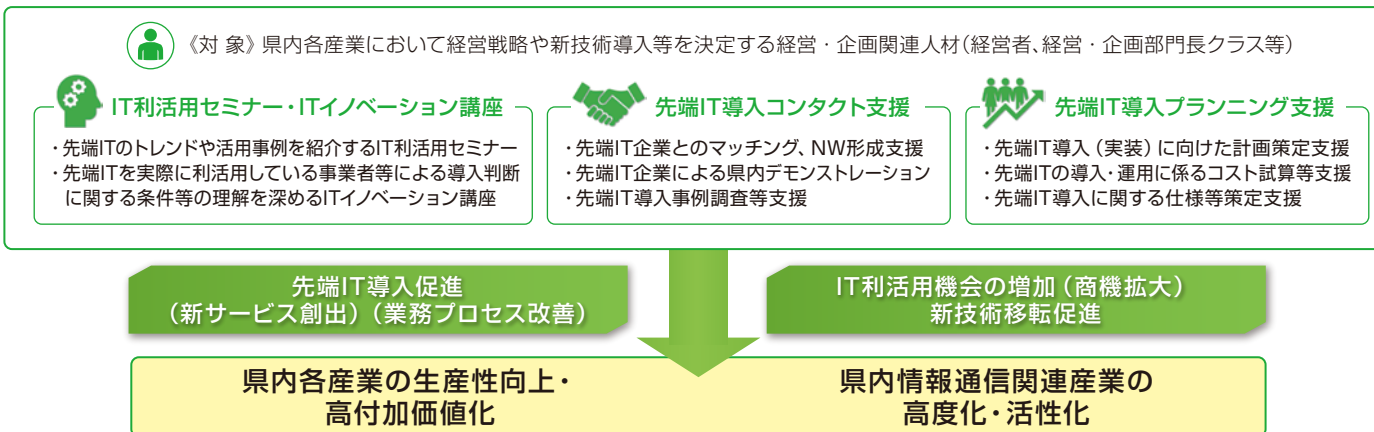 《対 象》 県内各産業において経営戦略や新技術導入等を決定する経営・企画関連人材(経営者、経営・企画部門長クラス等)
IT利活用セミナー・ITイノベーション講座
・先端ITのトレンドや活用事例を紹介するIT利活用セミナー
・先端ITを実際に利活用している事業者等による導入判断
に関する条件等の理解を深めるITイノベーション講座
先端IT導入コンタクト支援
・先端IT企業とのマッチング、NW形成支援
・先端IT企業による県内デモンストレーション
・先端IT導入事例調査等支援
先端IT導入プランニング支援
・先端IT導入（実装）に向けた計画策定支援
・先端ITの導入・運用に係るコスト試算等支援
・先端IT導入に関する仕様等策定支援
先端IT導入促進
（新サービス創出）（業務プロセス改善）
IT利活用機会の増加（商機拡大）
新技術移転促進
県内各産業の生産性向上・
高付加価値化
県内情報通信関連産業の
高度化・活性化